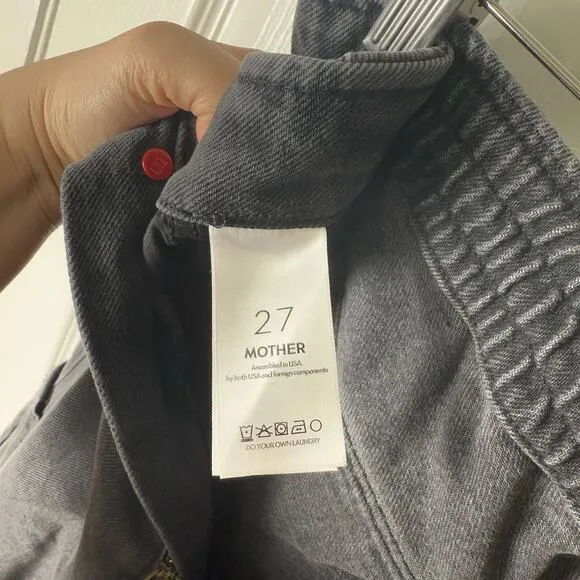 27
MOTHER
Assembled in USA
by both USA and foreign components
DO YOUR OWN LAUNDRY